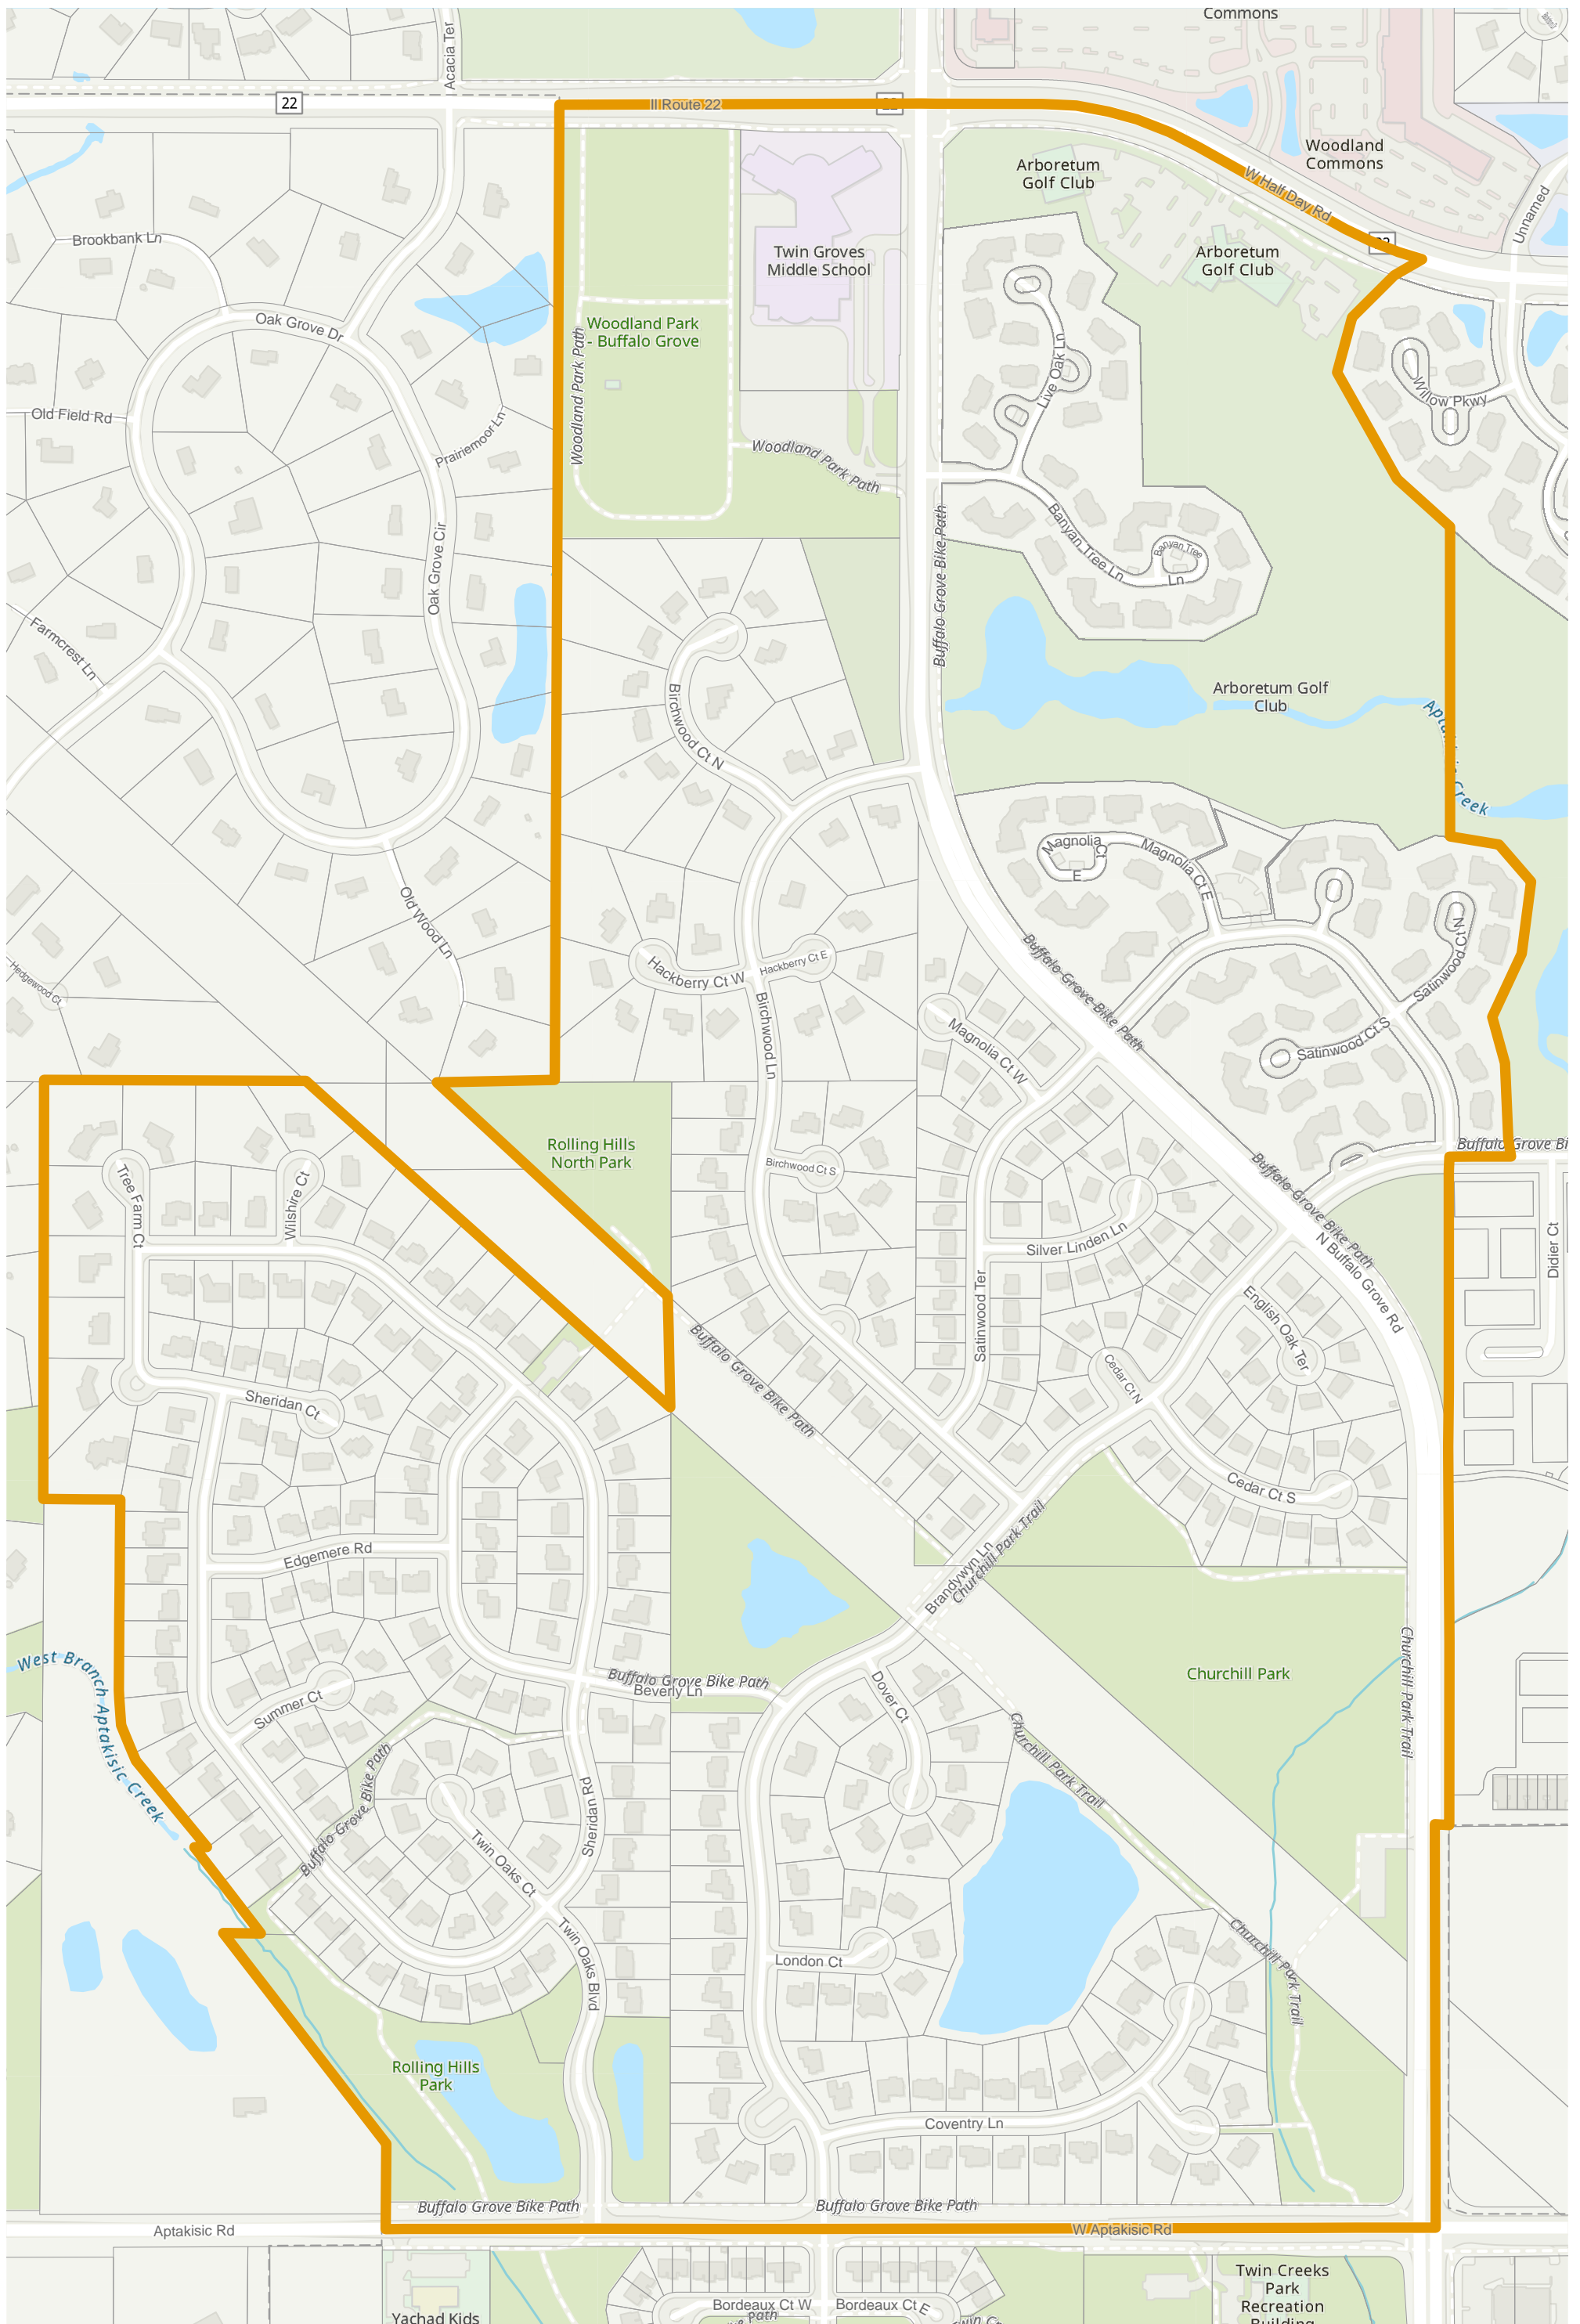 Commons
Acacia Ter
22
Il Route 22
Woodland
Commons
Arboretum
Golf Club
W Half Day Rd
Unnamed
Brookbank Ln
Twin Groves
Middle School
Arboretum
Golf Club
Oak Grove Dr
Woodland Park
- Buffalo Grove
Woodland Park Path
Live Oak Ln
Willow Pkwy
Old Field Rd
Prairiemoor Ln
Woodland Park Path
Oak Grove Cir
Buffalo Grove Bike Path
Banyan Tree Ln
Banyan Tree
Ln
Farmcrest Ln
Birchwood Ct N
Arboretum Golf
Club
Aptakisic Creek
Magnolia
Ct
E
Magnolia Ct E
Old Wood Ln
Hackberry Ct W
Hackberry Ct E
Buffalo Grove Bike Path
Satinwood Ct N
Hedgewood Ct
Birchwood Ln
Magnolia Ct W
Satinwood Ct S
Rolling Hills
North Park
Buffalo Grove Bi
Birchwood Ct S
Buffalo Grove Bike Path
Tree Farm Ct
Wilshire Ct
Silver Linden Ln
N Buffalo Grove Rd
Didier Ct
Satinwood Ter
English Oak Ter
Buffalo Grove Bike Path
Cedar Ct N
Sheridan Ct
Cedar Ct S
Edgemere Rd
Brandywyn Ln
Churchill Park Trail
West Branch Aptakisic Creek
Buffalo Grove Bike Path
Beverly Ln
Dover Ct
Churchill Park
Churchill Park Trail
Summer Ct
Churchill Park Trail
Buffalo Grove Bike Path
Sheridan Rd
Twin Oaks Ct
Twin Oaks Blvd
London Ct
Churchill Park Trail
Rolling Hills
Park
Coventry Ln
Buffalo Grove Bike Path
Buffalo Grove Bike Path
Aptakisic Rd
W Aptakisic Rd
Yachad Kids
Bordeaux Ct W
Bordeaux Ct E
Path
Twin Creeks
Park
Recreation
Building